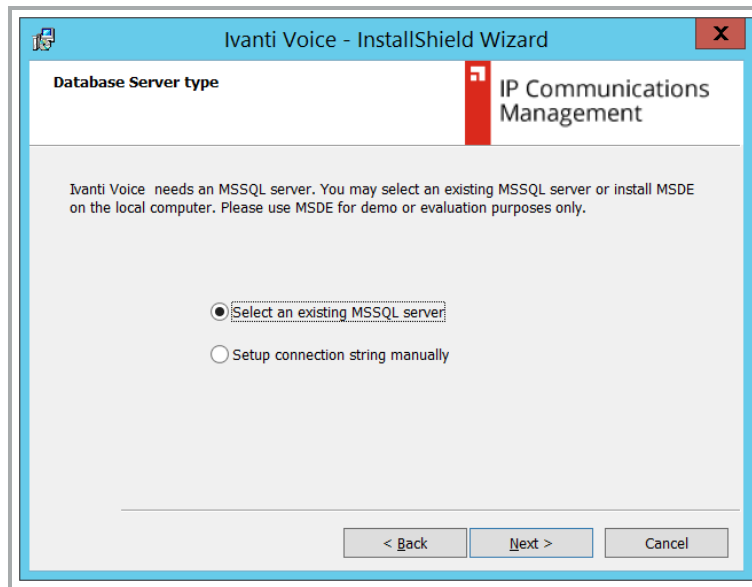 Ivanti Voice - InstallShield Wizard
X
Database Server type
IP Communications
Management
Ivanti Voice needs an MSSQL server. You may select an existing MSSQL server or install MSDE
on the local computer. Please use MSDE for demo or evaluation purposes only.
Select an existing MSSQL server
Setup connection string manually
< Back
Next >
Cancel